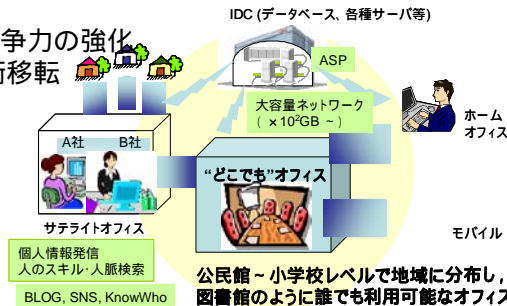 IDC (データベース、各種サーバ等)
争力の強化
術移転
ASP
大容量ネットワーク
( ×10²GB ~ )
ホーム
オフィス
A社 B社
“どこでも”オフィス
サテライトオフィス
モバイル
個人情報発信
人のスキル・人脈検索
BLOG, SNS, KnowWho
公民館~小学校レベルで地域に分布し,
図書館のように誰でも利用可能なオフィス